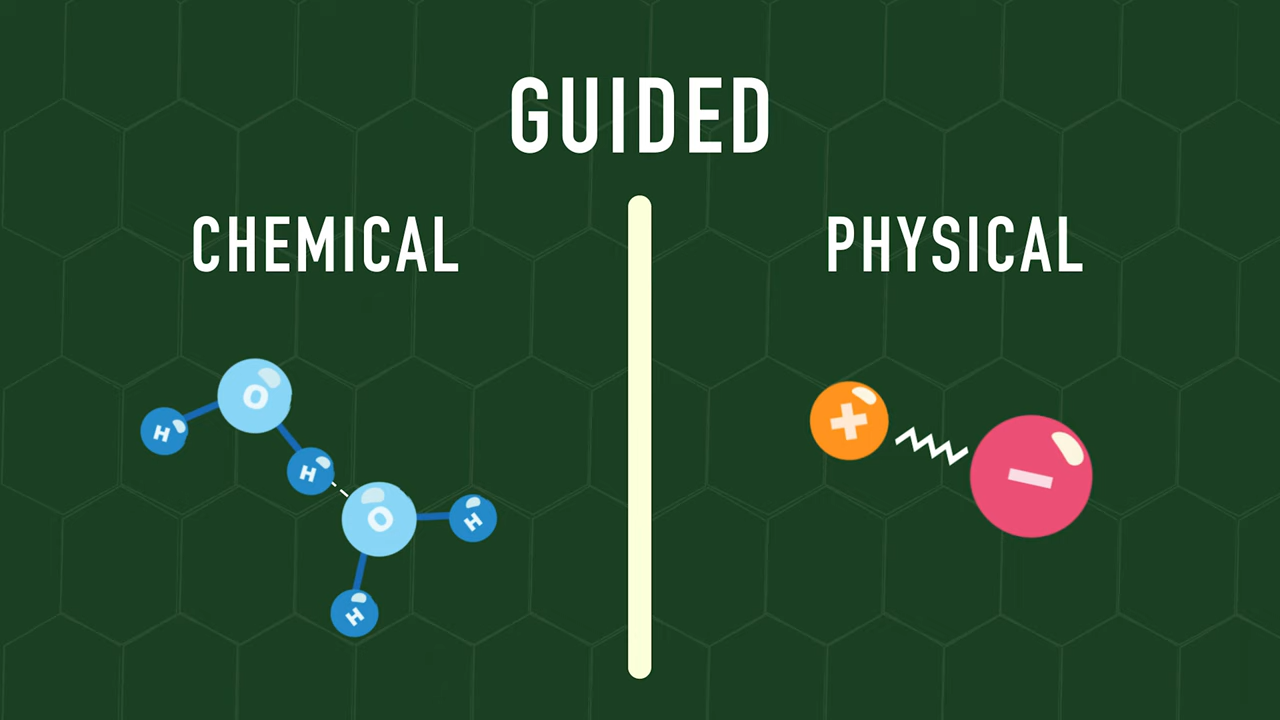 GUIDED
CHEMICAL
PHYSICAL
O
H
H
O
H
H
+
−